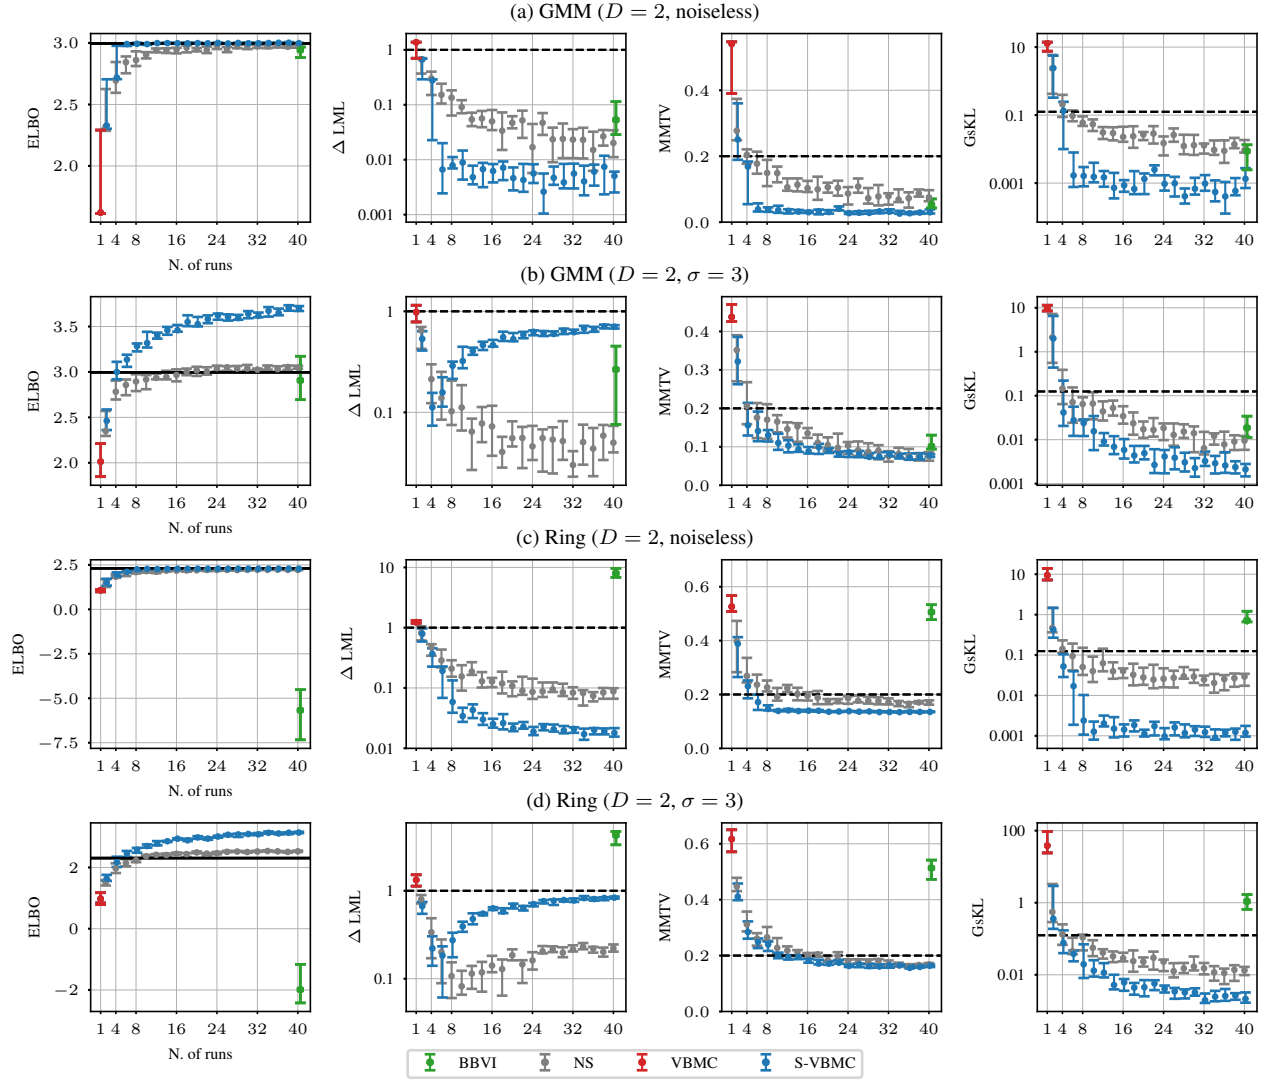 (a) GMM (D = 2, noiseless)
3.0
2.5
2.0
ELBO
1 4 8 16 24 32 40
N. of runs
1
0.1
0.01
0.001
Δ LML
1 4 8 16 24 32 40
0.4
0.2
0.0
MMTV
1 4 8 16 24 32 40
10
0.1
0.001
GsKL
1 4 8 16 24 32 40
(b) GMM (D = 2, σ = 3)
3.5
3.0
2.5
2.0
ELBO
1 4 8 16 24 32 40
N. of runs
1
0.1
Δ LML
1 4 8 16 24 32 40
0.4
0.3
0.2
0.1
0.0
MMTV
1 4 8 16 24 32 40
10
1
0.1
0.01
0.001
GsKL
1 4 8 16 24 32 40
(c) Ring (D = 2, noiseless)
2.5
0.0
−2.5
−5.0
−7.5
ELBO
1 4 8 16 24 32 40
N. of runs
10
1
0.1
0.01
Δ LML
1 4 8 16 24 32 40
0.6
0.4
0.2
0.0
MMTV
1 4 8 16 24 32 40
10
1
0.1
0.01
0.001
GsKL
1 4 8 16 24 32 40
(d) Ring (D = 2, σ = 3)
2
0
−2
ELBO
1 4 8 16 24 32 40
N. of runs
1
0.1
Δ LML
1 4 8 16 24 32 40
0.6
0.4
0.2
0.0
MMTV
1 4 8 16 24 32 40
100
1
0.01
GsKL
1 4 8 16 24 32 40
BBVI NS VBMC S-VBMC